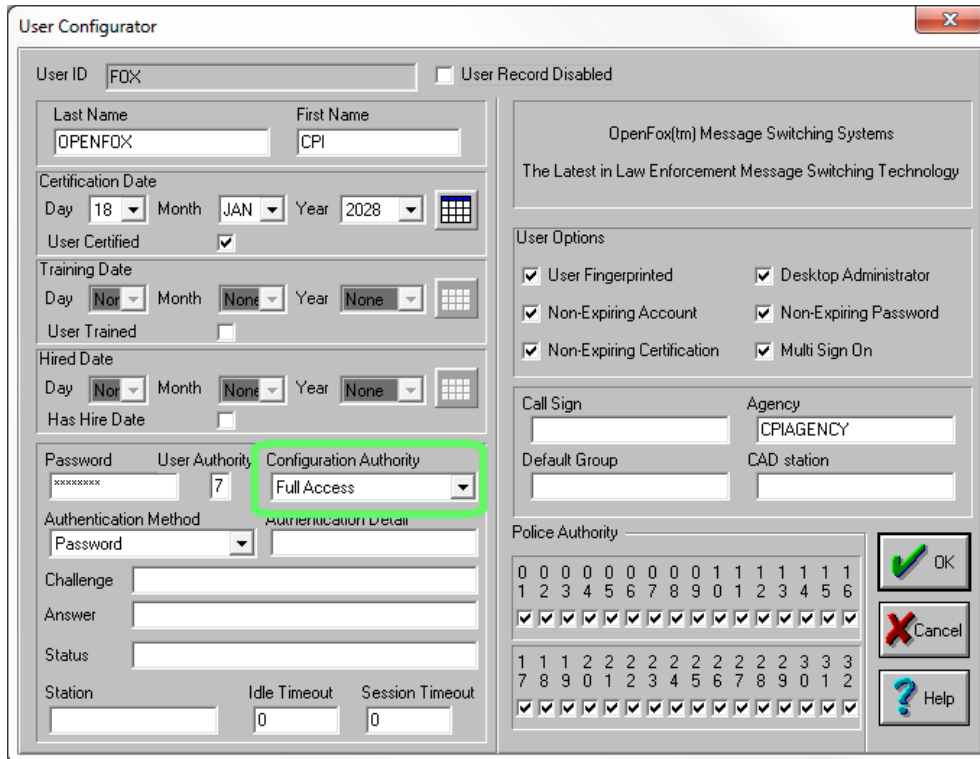 User Configurator
User ID FOX User Record Disabled
Last Name First Name
OPENFOX CPI
Certification Date
Day 18 Month JAN Year 2028
User Certified
Training Date
Day Nor Month None Year None
User Trained
Hired Date
Day Nor Month None Year None
Has Hire Date
Password User Authority Configuration Authority
******** 7 Full Access
Authentication Method Authentication Detail
Password
Challenge
Answer
Status
Station Idle Timeout Session Timeout
0 0
OpenFox(tm) Message Switching Systems
The Latest in Law Enforcement Message Switching Technology
User Options
User Fingerprinted Desktop Administrator
Non-Expiring Account Non-Expiring Password
Non-Expiring Certification Multi Sign On
Call Sign Agency
CPIAGENCY
Default Group CAD station
Police Authority
0 0 0 0 0 0 0 0 0 1 1 1 1 1 1 1
1 2 3 4 5 6 7 8 9 0 1 2 3 4 5 6
1 1 1 2 2 2 2 2 2 2 2 2 2 3 3 3
7 8 9 0 1 2 3 4 5 6 7 8 9 0 1 2
OK
Cancel
Help